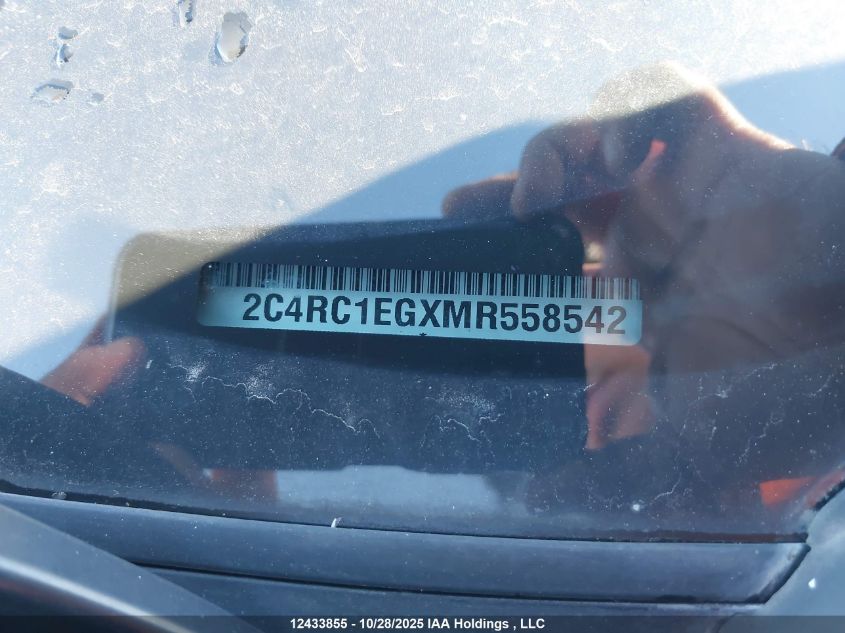 2C4RC1EGXMR558542
12433855 - 10/28/2025 IAA Holdings , LLC